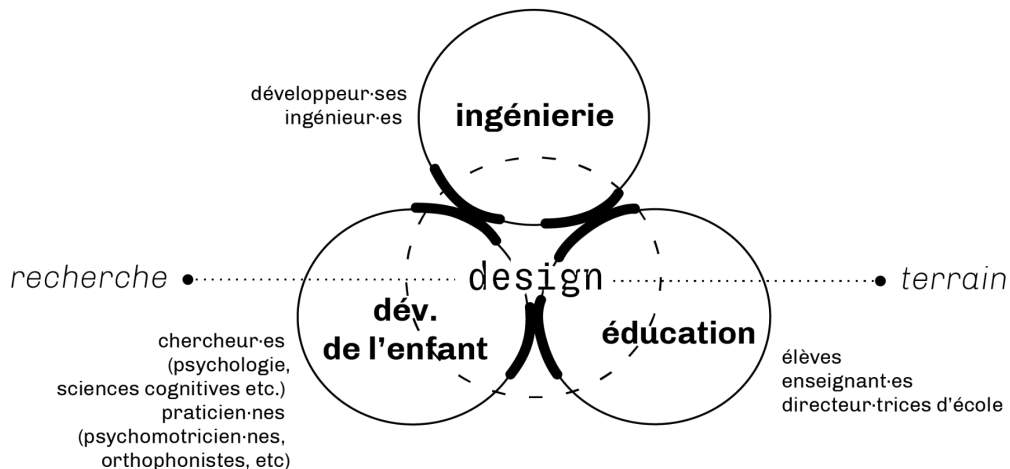 développeur·ses
ingénieur·es
ingénierie
recherche
design
terrain
dév.
de l'enfant
éducation
chercheur·es
(psychologie,
sciences cognitives etc.)
praticien·nes
(psychomotricien·nes,
orthophonistes, etc)
élèves
enseignant·es
directeur·trices d'école